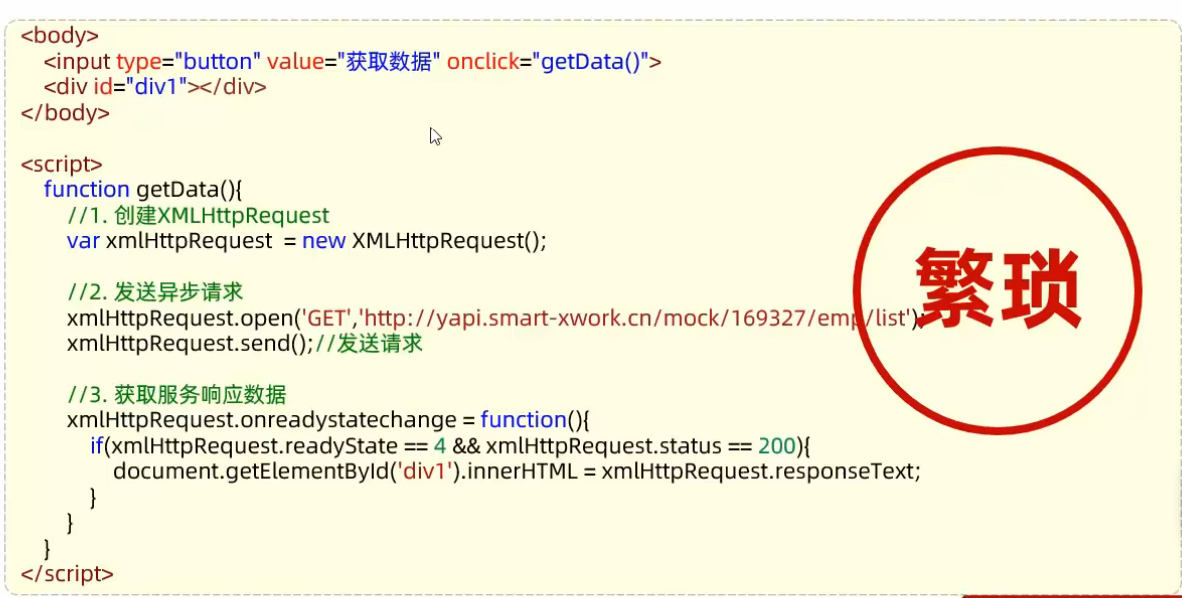 <body>
<input type="button" value="获取数据" onclick="getData()">
<div id="div1"></div>
</body>
<script>
function getData(){
//1. 创建XMLHttpRequest
var xmlHttpRequest = new XMLHttpRequest();
//2. 发送异步请求
xmlHttpRequest.open('GET','http://yapi.smart-xwork.cn/mock/169327/emp/list');
xmlHttpRequest.send();//发送请求
//3. 获取服务响应数据
xmlHttpRequest.onreadystatechange = function(){
if(xmlHttpRequest.readyState == 4 && xmlHttpRequest.status == 200){
document.getElementById('div1').innerHTML = xmlHttpRequest.responseText;
}
}
}
</script>
繁琐